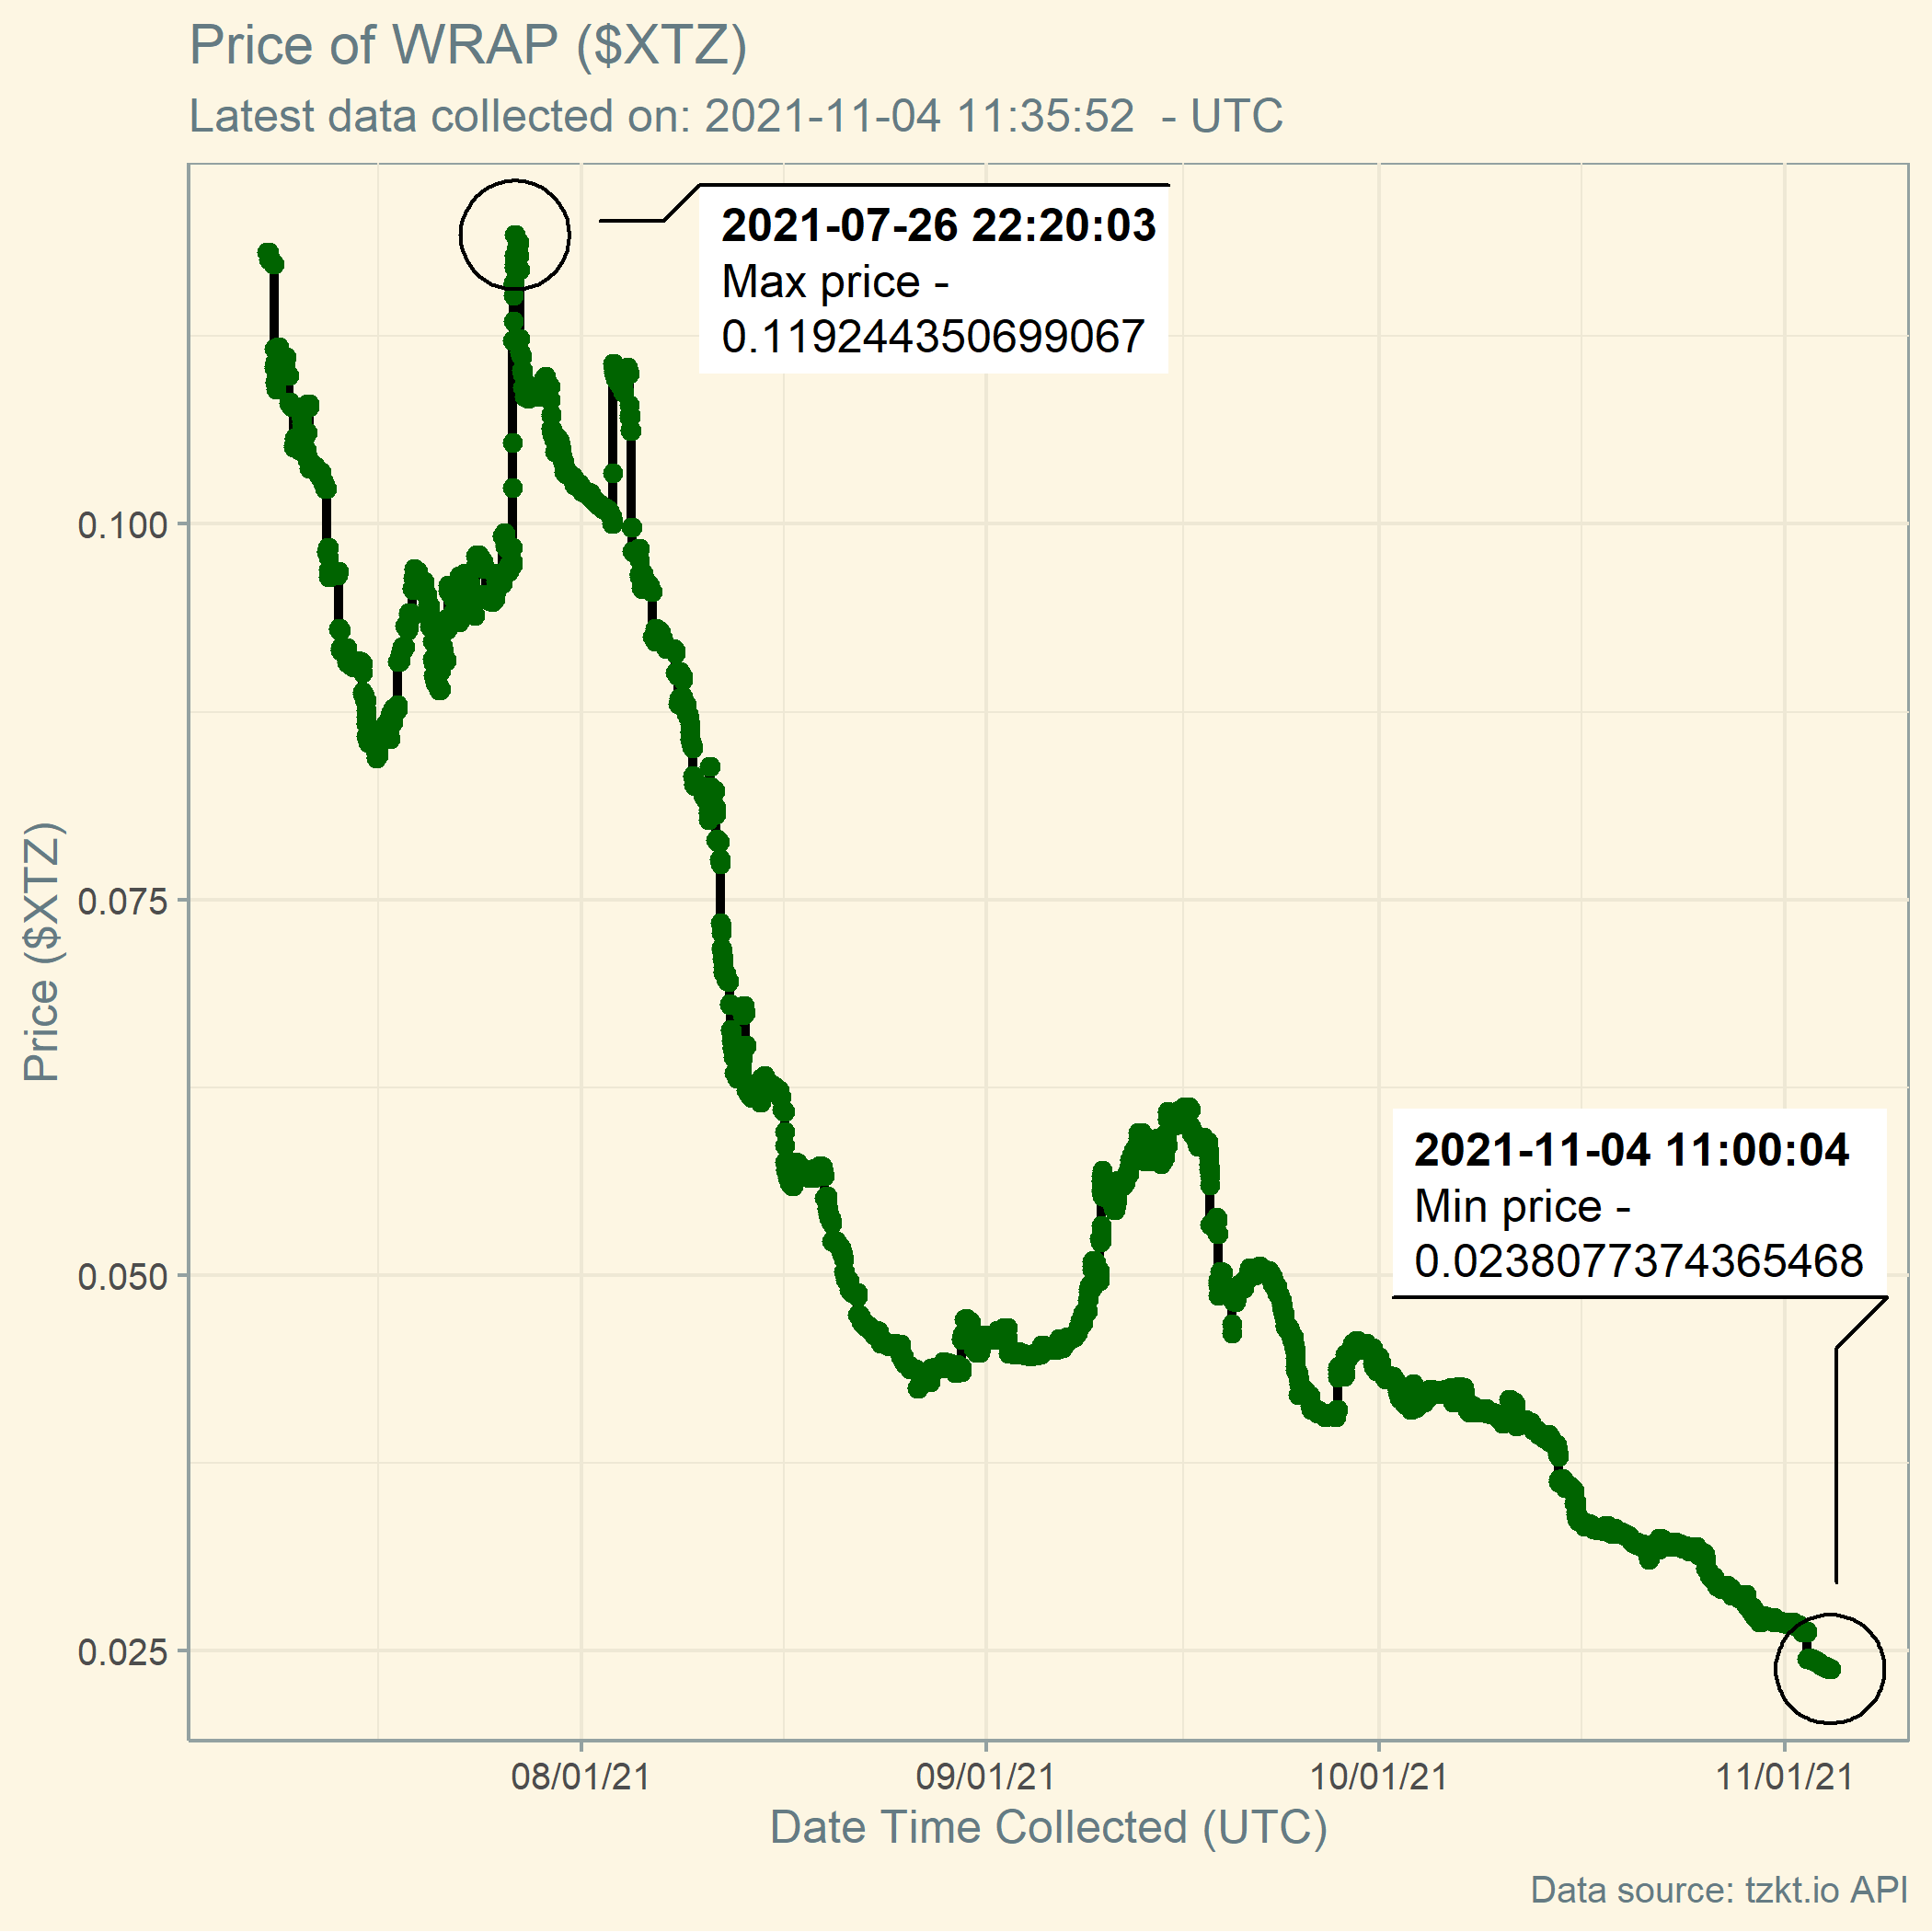 Price of WRAP ($XTZ)
Latest data collected on: 2021-11-04 11:35:52  - UTC
2021-07-26 22:20:03
Max price -
0.119244350699067
0.100
0.075
0.050
0.025
Price ($XTZ)
2021-11-04 11:00:04
Min price -
0.0238077374365468
08/01/21
09/01/21
10/01/21
11/01/21
Date Time Collected (UTC)
Data source: tzkt.io API